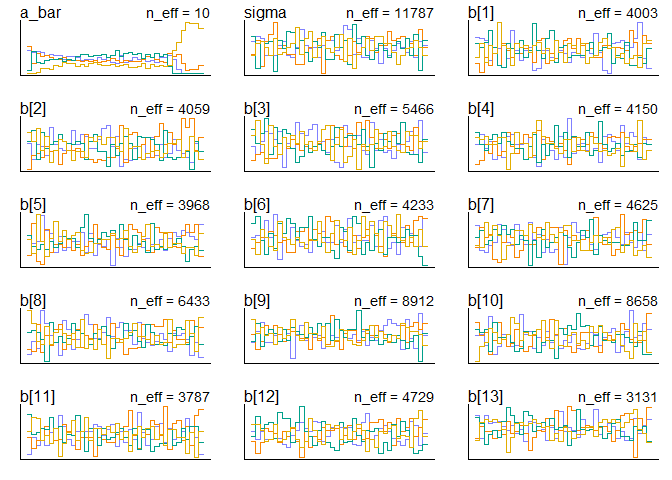 a_bar n_eff = 10 sigma n_eff = 11787 b[1] n_eff = 4003
b[2] n_eff = 4059 b[3] n_eff = 5466 b[4] n_eff = 4150
b[5] n_eff = 3968 b[6] n_eff = 4233 b[7] n_eff = 4625
b[8] n_eff = 6433 b[9] n_eff = 8912 b[10] n_eff = 8658
b[11] n_eff = 3787 b[12] n_eff = 4729 b[13] n_eff = 3131